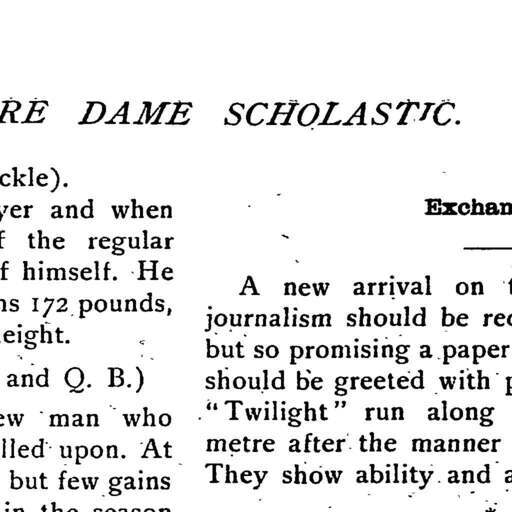 RE DAME SCHOLASTIC.
ckle).
yer and when
f the regular
f himself. He
ns 172 pounds,
eight.
and Q. B.)
ew man who
lled upon. At
but few gains
in the season
Exchan
A new arrival on t
journalism should be rec
but so promising a paper
should be greeted with p
"Twilight" run along
metre after the manner
They show ability and a